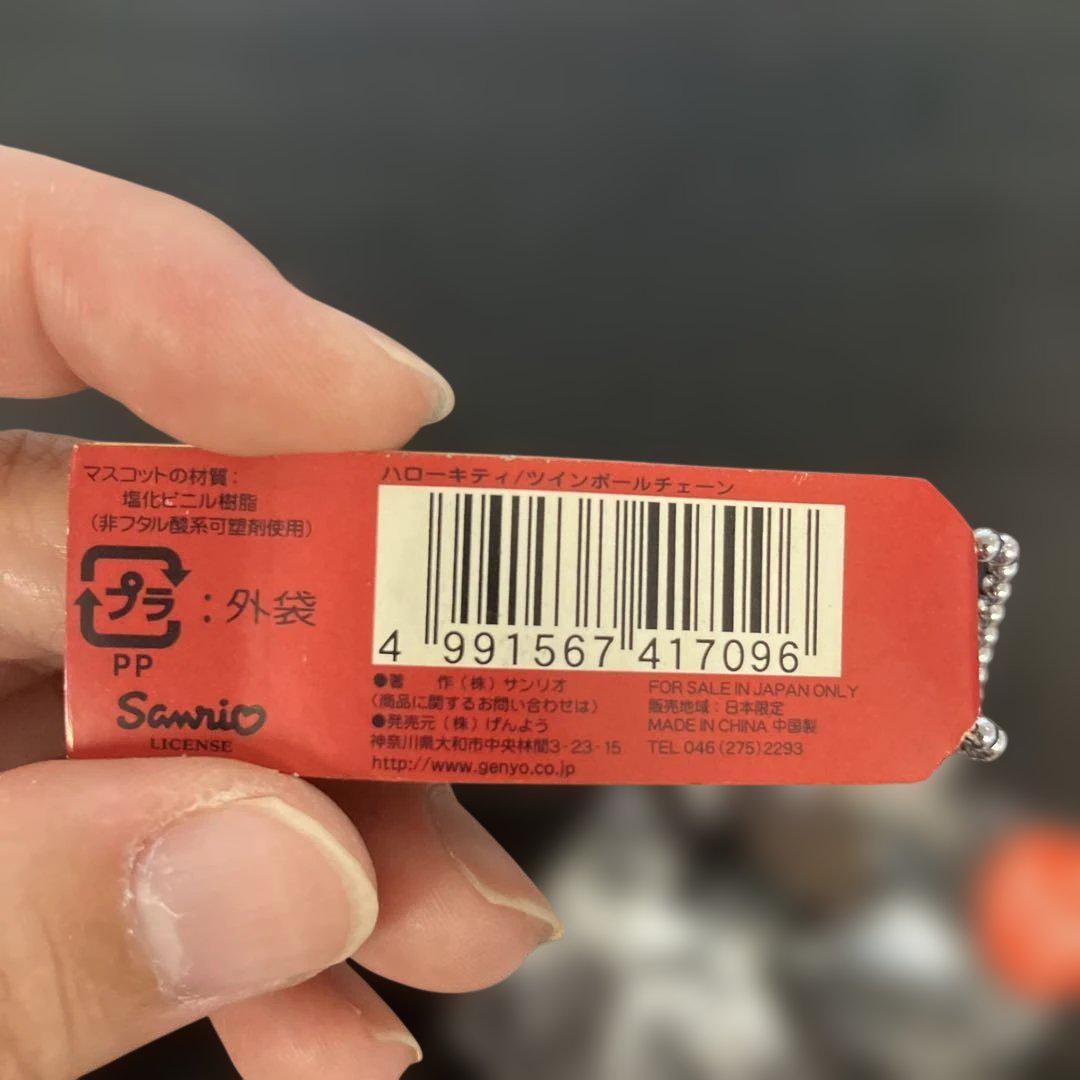 マスコットの材質:
塩化ビニル樹脂
(非フタル酸系可塑剤使用)
プラ : 外袋
PP
Sanrio
LICENSE
ハローキティ/ツインボールチェーン
4 991567 417096
●著 作 (株) サンリオ
(商品に関するお問い合わせは)
●発売元 (株) げんよう
神奈川県大和市中央林間3-23-15
http://www.genyo.co.jp
FOR SALE IN JAPAN ONLY
販売地域: 日本限定
MADE IN CHINA 中国製
TEL 046 (275) 2293